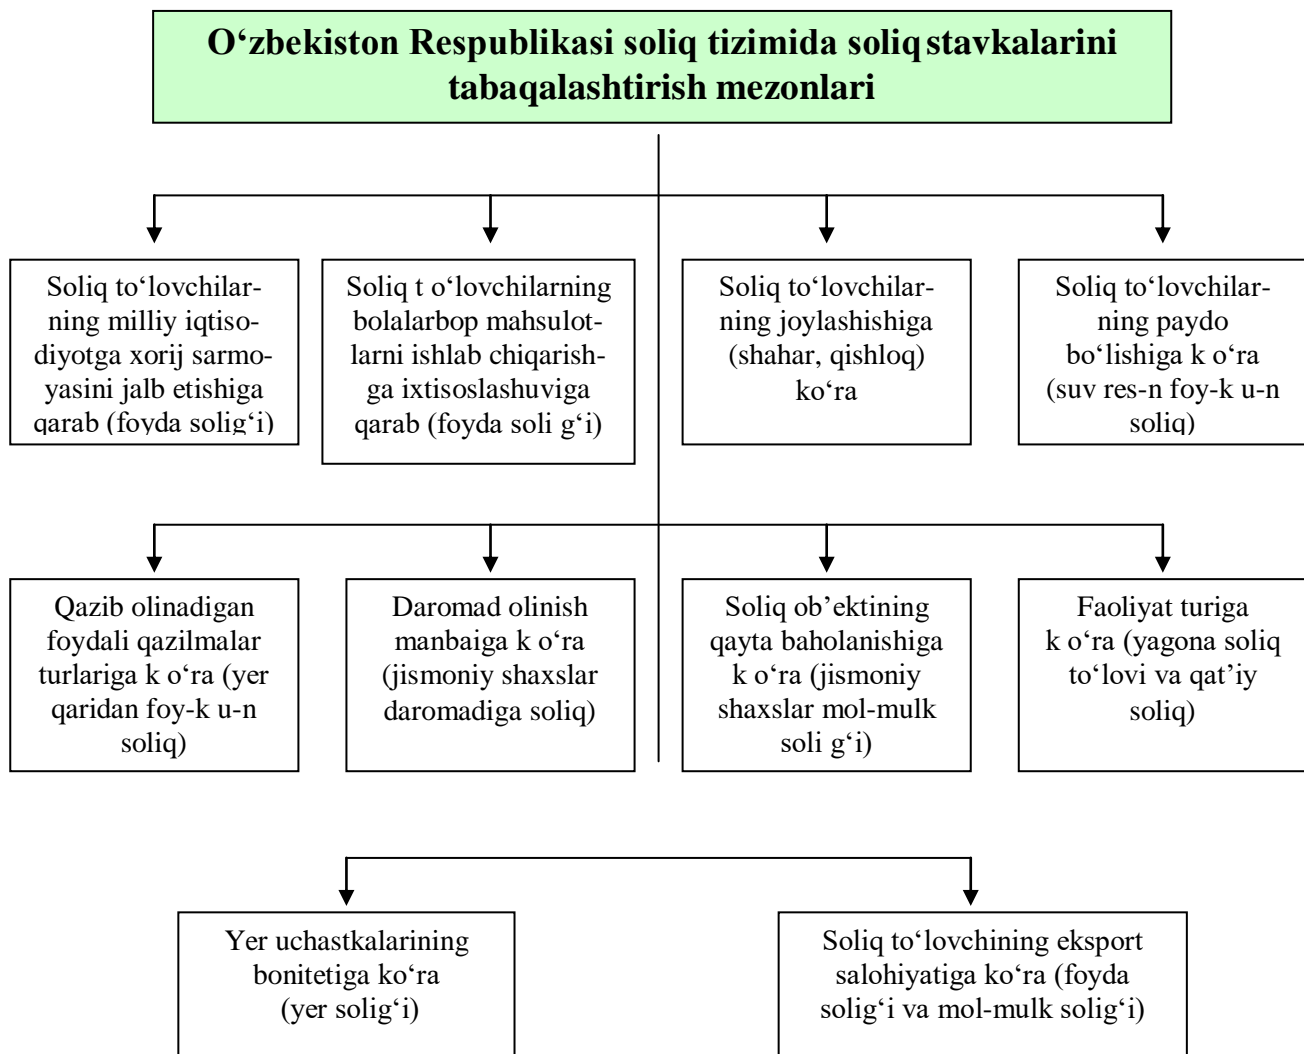 O‘zbekiston Respublikasi soliq tizimida soliq stavkalarini
tabaqalashtirish mezonlari
Soliq to‘lovchilar-
ning milliy iqtiso-
diyotga xorij sarmo-
yasini jalb etishiga
qarab (foyda solig‘i)
Soliq t o‘lovchilarning
bolalarbop mahsulot-
larni ishlab chiqarish-
ga ixtisoslashuviga
qarab (foyda soli g‘i)
Soliq to‘lovchilar-
ning joylashishiga
(shahar, qishloq)
ko‘ra
Soliq to‘lovchilar-
ning paydo
bo‘lishiga k o‘ra
(suv res-n foy-k u-n
soliq)
Qazib olinadigan
foydali qazilmalar
turlariga k o‘ra (yer
qaridan foy-k u-n
soliq)
Daromad olinish
manbaiga k o‘ra
(jismoniy shaxslar
daromadiga soliq)
Soliq ob’ektining
qayta baholanishiga
k o‘ra (jismoniy
shaxslar mol-mulk
soli g‘i)
Faoliyat turiga
k o‘ra (yagona soliq
to‘lovi va qat’iy
soliq)
Yer uchastkalarining
bonitetiga ko‘ra
(yer solig‘i)
Soliq to‘lovchining eksport
salohiyatiga ko‘ra (foyda
solig‘i va mol-mulk solig‘i)